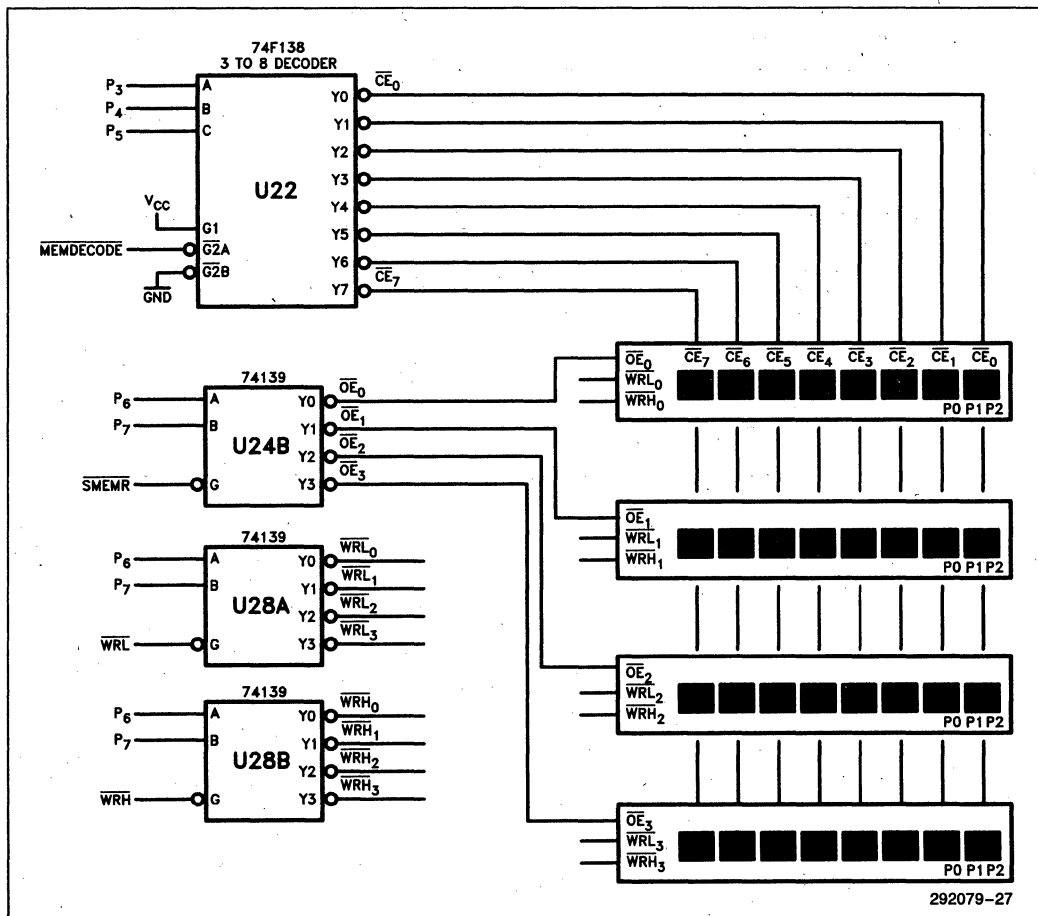 74F138
3 TO 8 DECODER
P3 A
P4 B
P5 C
U22
VCC
G1
MEMDECODE G2A
G2B
GND
Y0 CE0
Y1
Y2
Y3
Y4
Y5
Y6
Y7 CE7
74139
P6 A
P7 B
U24B
SMEMR G
Y0 OE0
Y1 OE1
Y2 OE2
Y3 OE3
74139
P6 A
P7 B
U28A
WRL G
Y0 WRL0
Y1 WRL1
Y2 WRL2
Y3 WRL3
74139
P6 A
P7 B
U28B
WRH G
Y0 WRH0
Y1 WRH1
Y2 WRH2
Y3 WRH3
OE0 CE7 CE6 CE5 CE4 CE3 CE2 CE1 CE0
WRL0
WRH0
P0 P1 P2
OE1
WRL1
WRH1
P0 P1 P2
OE2
WRL2
WRH2
P0 P1 P2
OE3
WRL3
WRH3
P0 P1 P2
292079-27